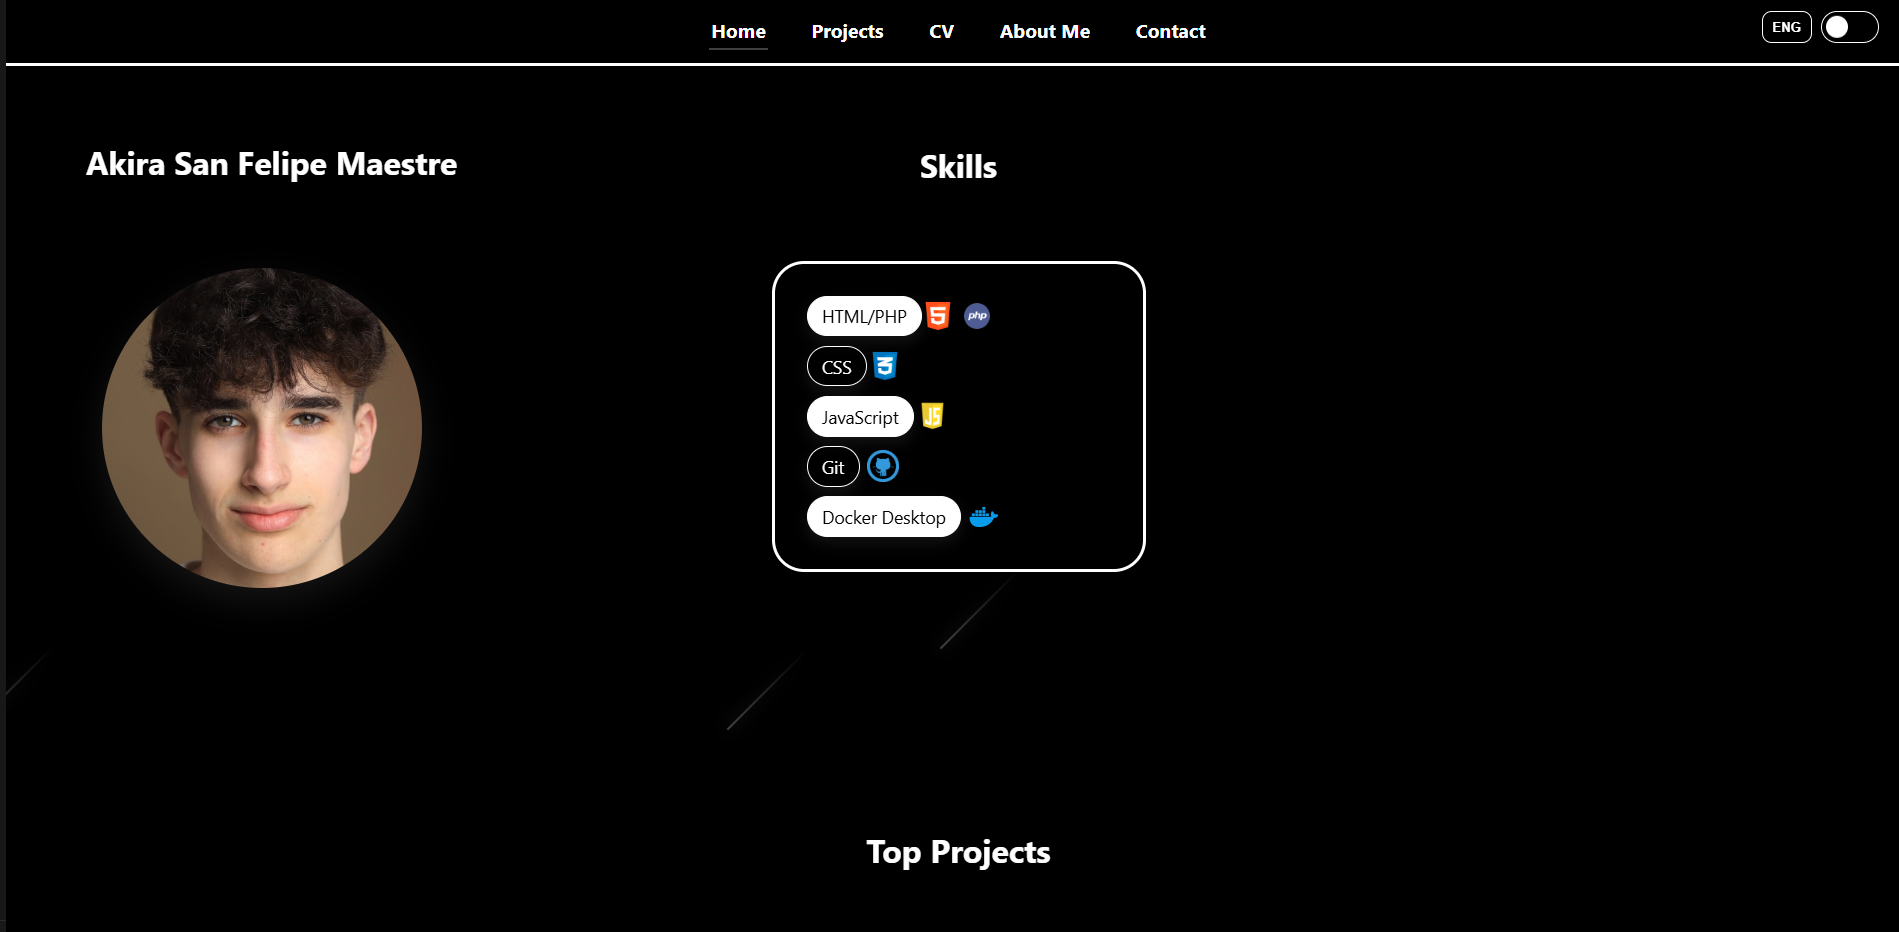 Home Projects CV About Me Contact ENG
Akira San Felipe Maestre
Skills
HTML/PHP 5 php
CSS 3
JavaScript JS
Git
Docker Desktop
Top Projects